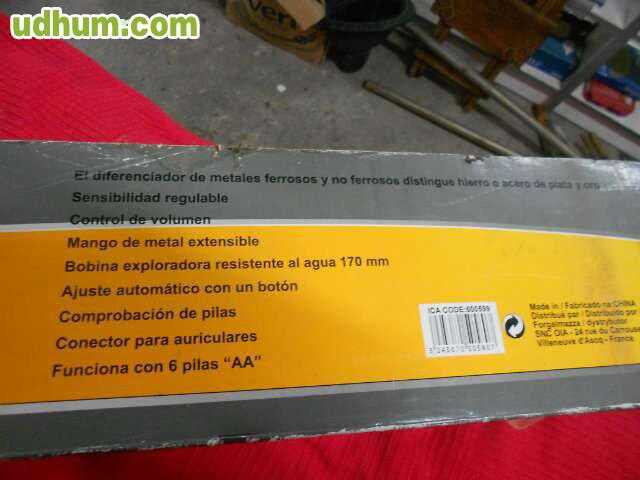 udhum.com
El diferenciador de metales ferrosos y no ferrosos distingue hierro o acero de plata y oro
Sensibilidad regulable
Control de volumen
Mango de metal extensible
Bobina exploradora resistente al agua 170 mm
Ajuste automático con un botón
Comprobación de pilas
Conector para auriculares
Funciona con 6 pilas “AA”
ICA CODE:600599
Made in / Fabricado na:CHINA
Distribué par / Distribuido por
Forgelmazza / dystrybutor
SNC OIA - 24 rue du Carrouse
Villeneuve d'Ascq - France